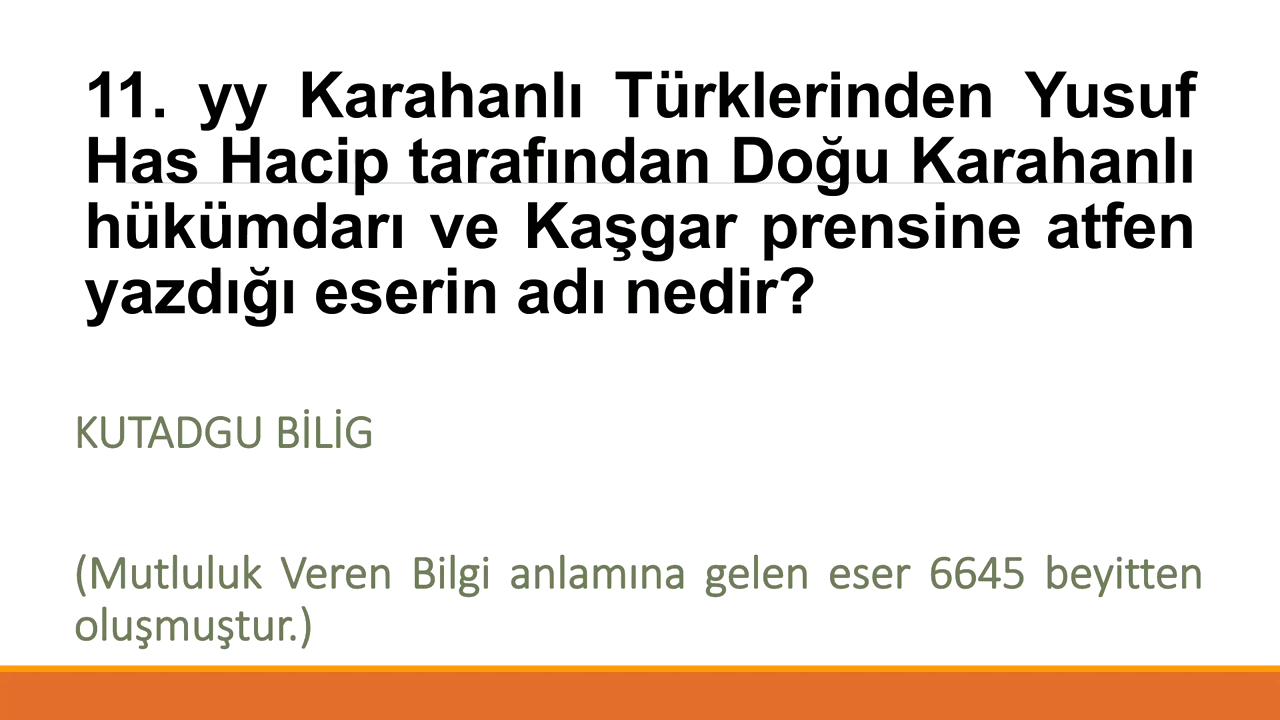 11. yy Karahanlı Türklerinden Yusuf
Has Hacip tarafından Doğu Karahanlı
hükümdarı ve Kaşgar prensine atfen
yazdığı eserin adı nedir?
KUTADGU BİLİG
(Mutluluk Veren Bilgi anlamına gelen eser 6645 beyitten
oluşmuştur.)